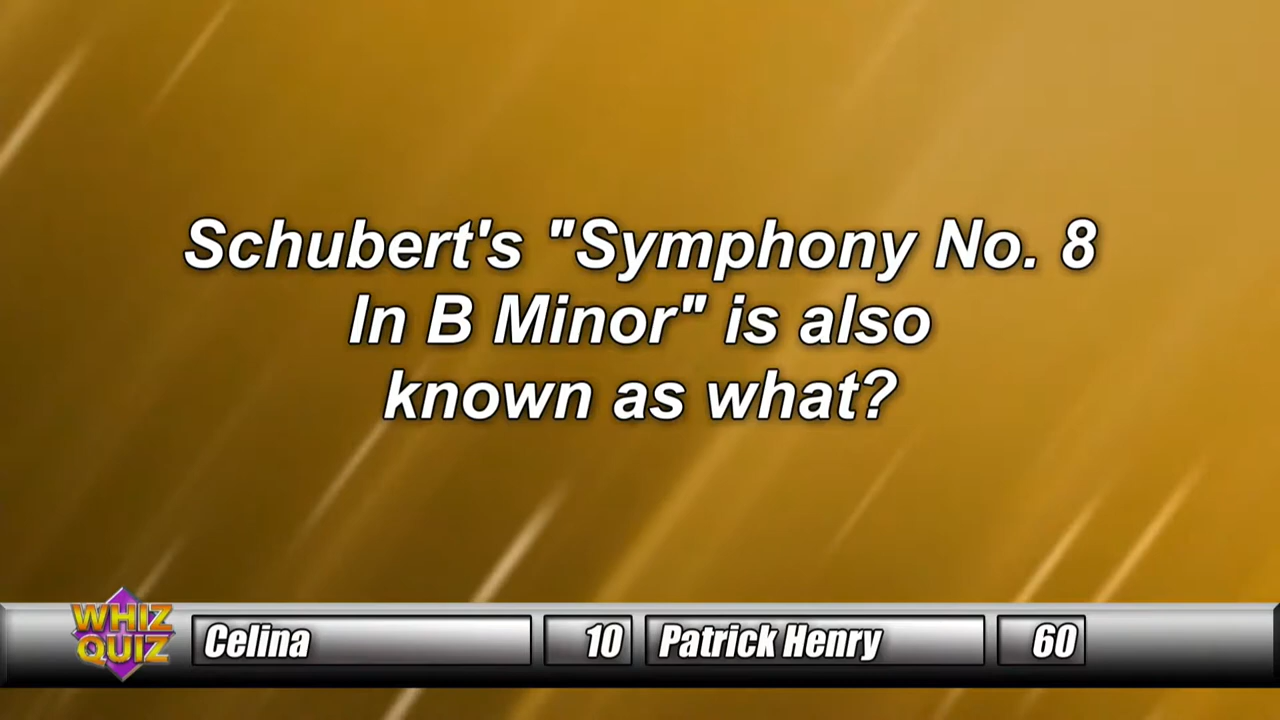 Schubert's "Symphony No. 8
In B Minor" is also
known as what?
WHIZ
QUIZ
Celina 10 Patrick Henry 60